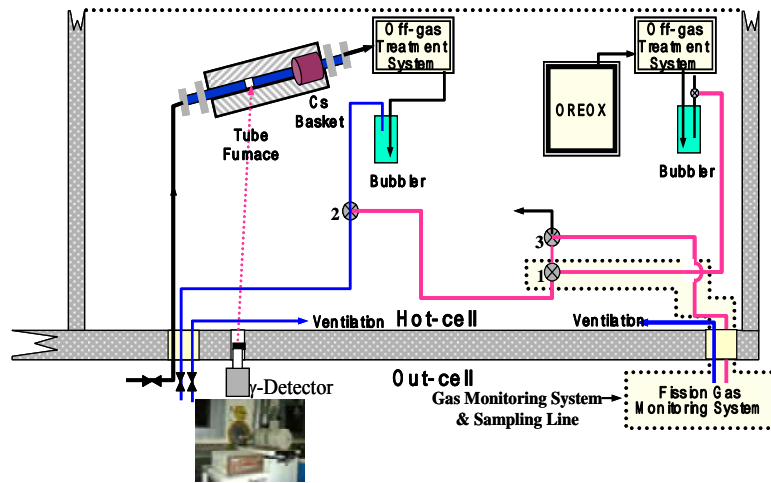 Off-gas
Treatment
System
Off-gas
Treatment
System
Cs
Basket
OREOX
Tube
Furnace
Bubbler
Bubbler
2
3
1
Ventilation
Hot-cell
Ventilation
Out-cell
γ-Detector
Gas Monitoring System
& Sampling Line
Fission Gas
Monitoring System